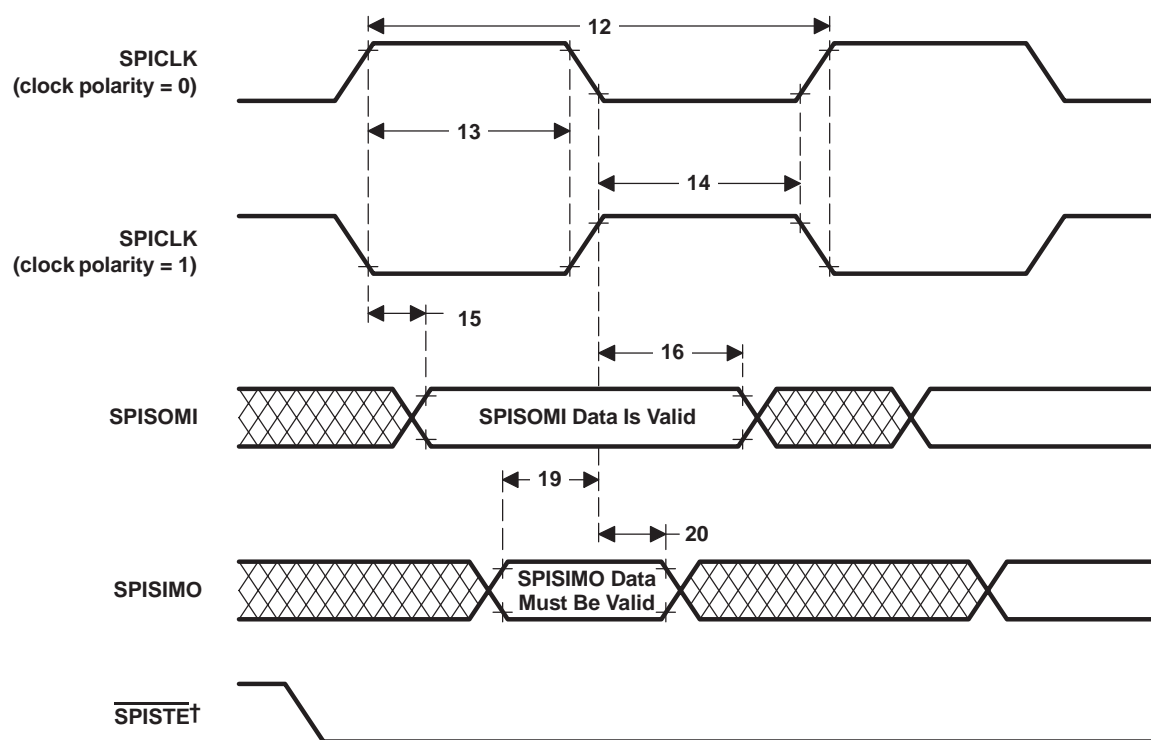 12
SPICLK
(clock polarity = 0)
13
14
SPICLK
(clock polarity = 1)
15
16
SPISOMI
SPISOMI Data Is Valid
19
20
SPISIMO
SPISIMO Data
Must Be Valid
SPISTE†